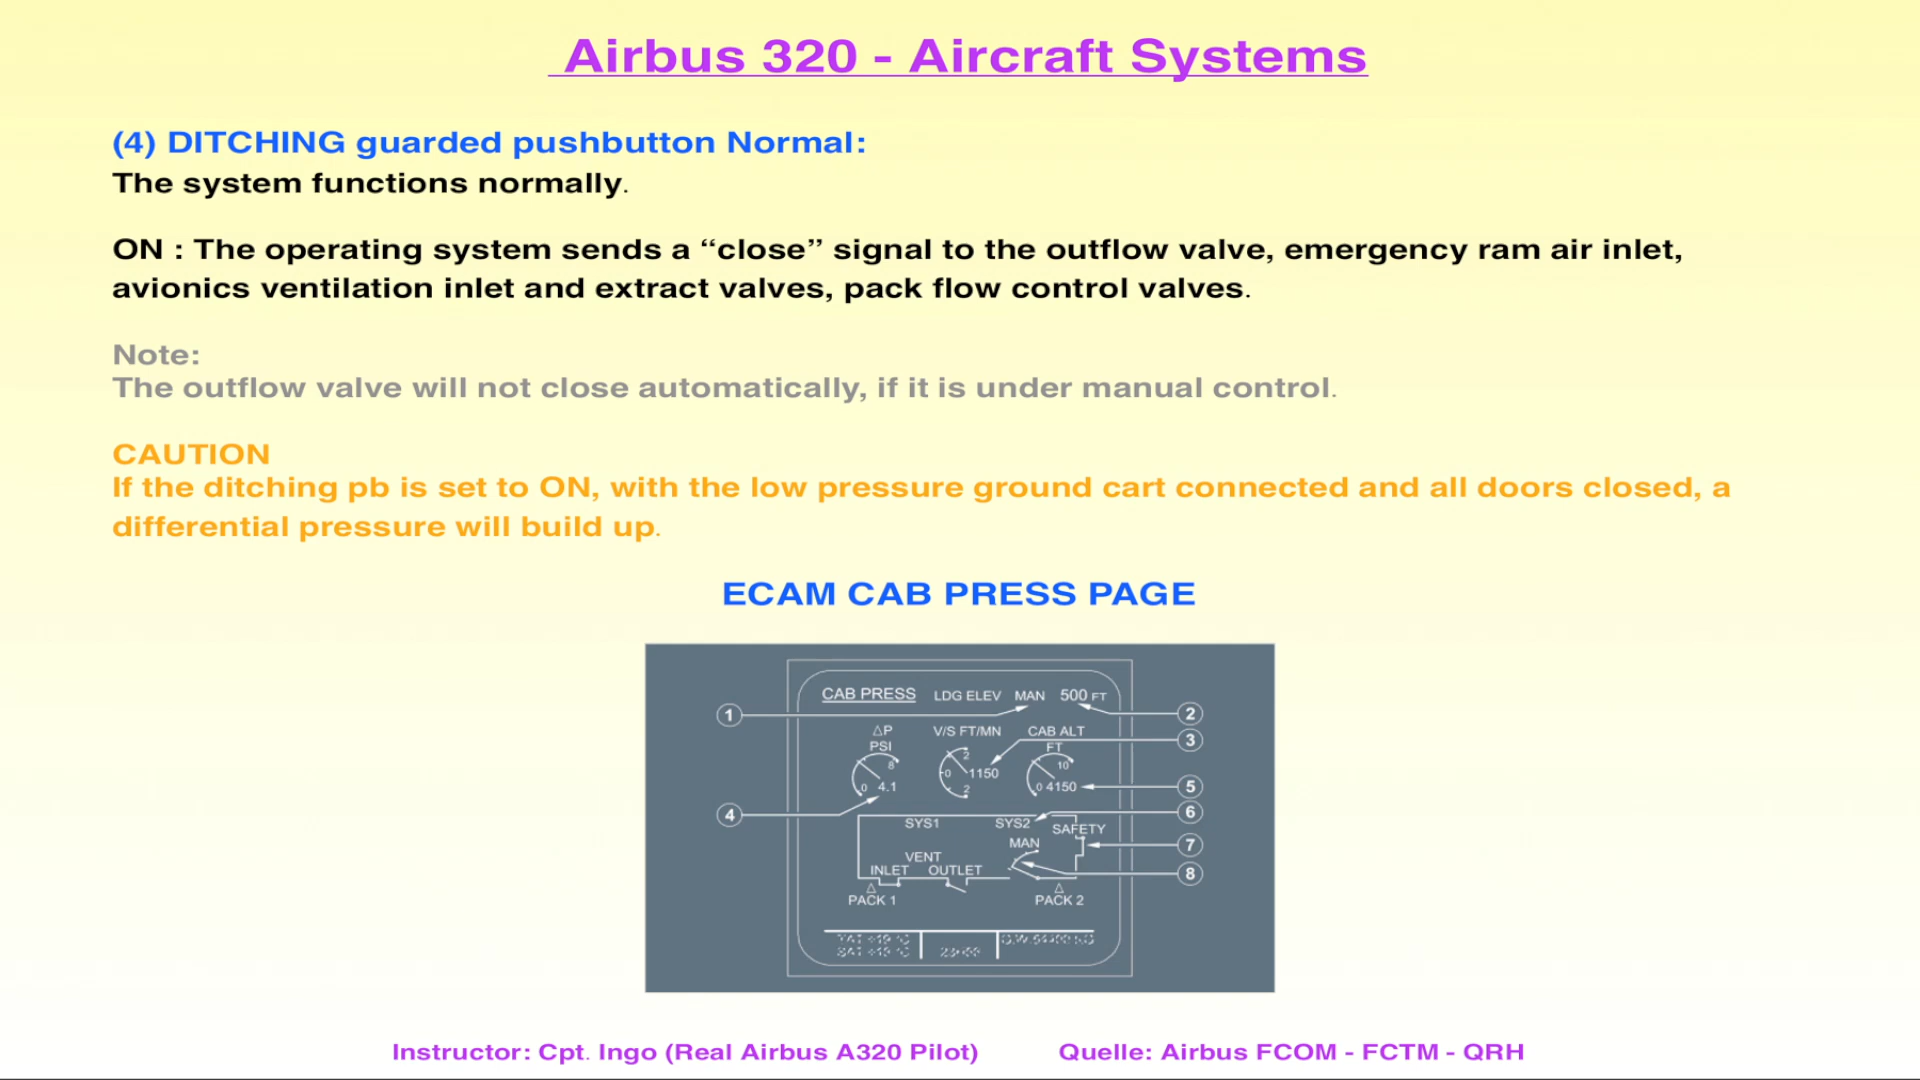 Airbus 320 - Aircraft Systems
(4) DITCHING guarded pushbutton Normal:
The system functions normally.
ON : The operating system sends a “close” signal to the outflow valve, emergency ram air inlet,
avionics ventilation inlet and extract valves, pack flow control valves.
Note:
The outflow valve will not close automatically, if it is under manual control.
CAUTION
If the ditching pb is set to ON, with the low pressure ground cart connected and all doors closed, a
differential pressure will build up.
ECAM CAB PRESS PAGE
CAB PRESS LDG ELEV MAN 500 FT
1 2
△P V/S FT/MN CAB ALT
3
PSI FT
8 2 10
0 1150
0 4.1 2 0 4150 5
4 6
SYS1 SYS2 SAFETY
MAN 7
VENT
INLET OUTLET 8
△ △
PACK 1 PACK 2
Instructor: Cpt. Ingo (Real Airbus A320 Pilot) Quelle: Airbus FCOM - FCTM - QRH